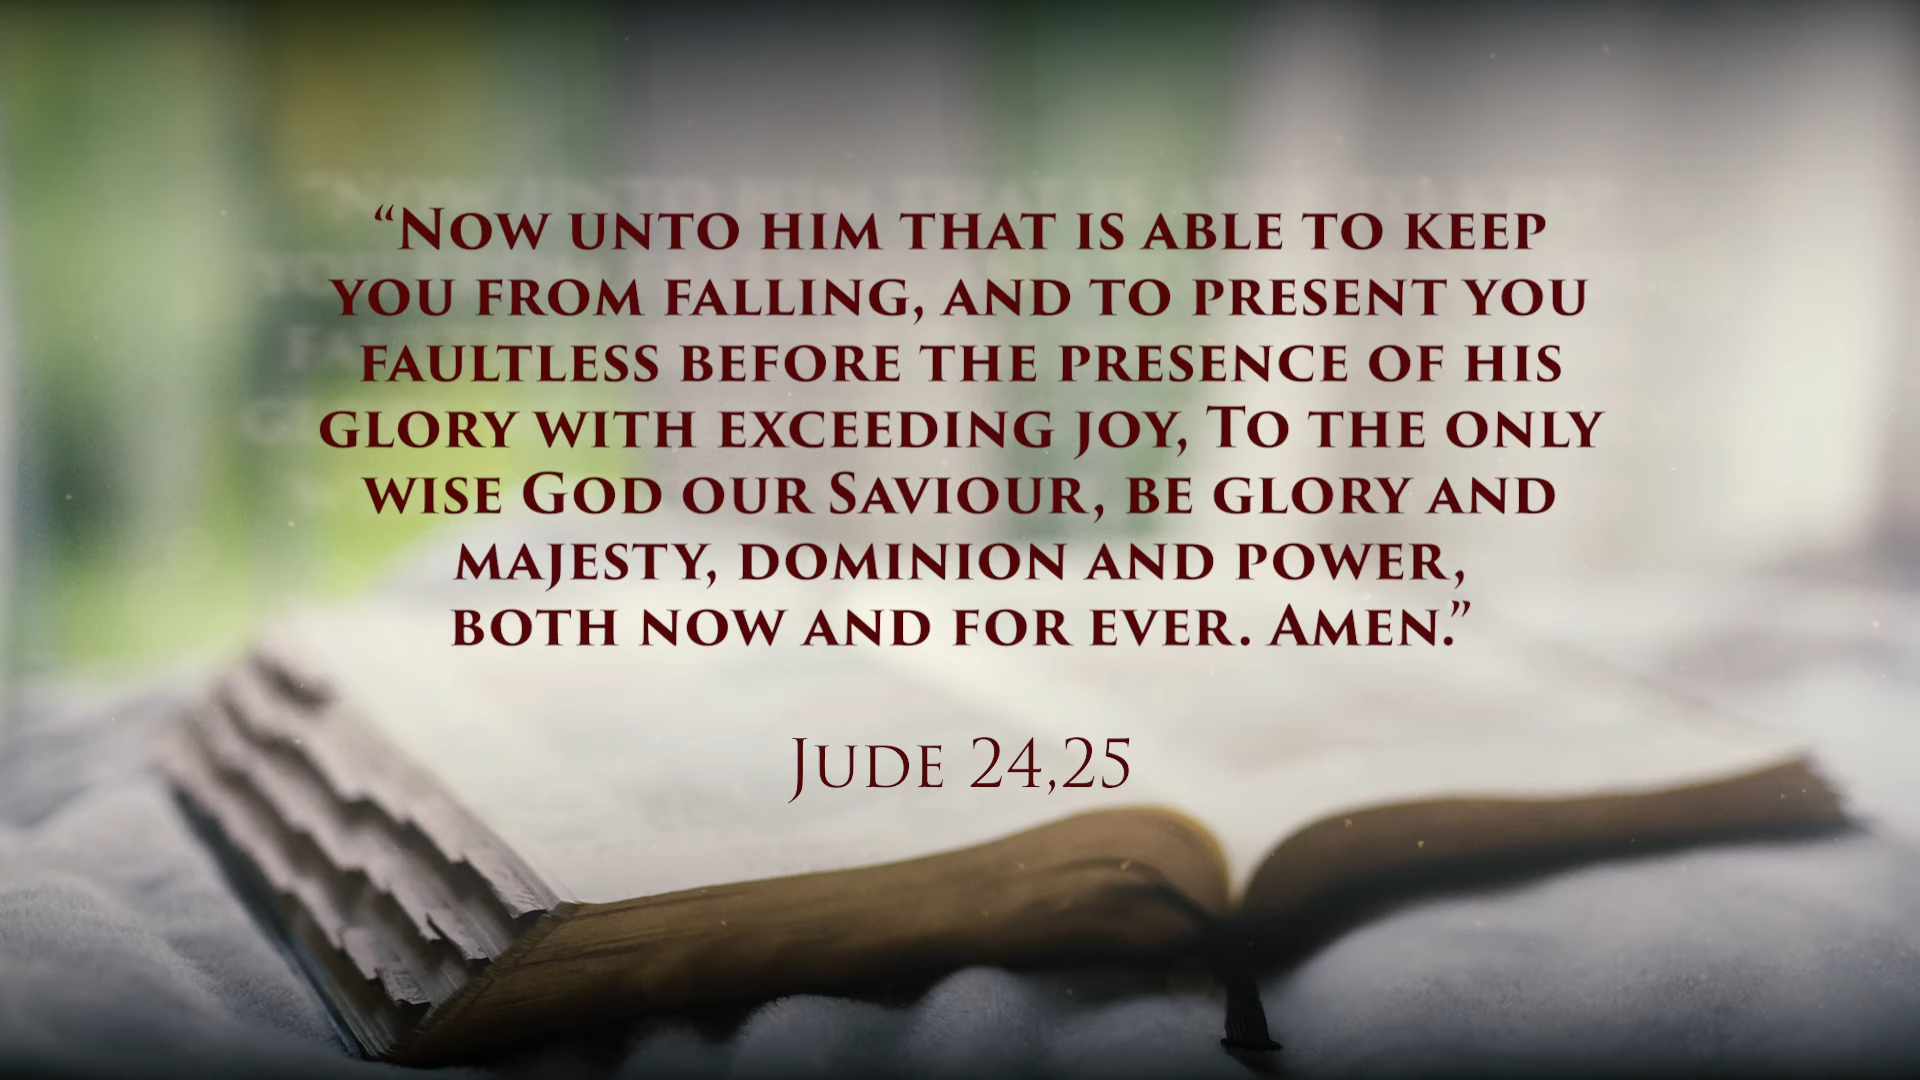 “Now unto him that is able to keep
you from falling, and to present you
faultless before the presence of his
glory with exceeding joy, To the only
wise God our Saviour, be glory and
majesty, dominion and power,
both now and for ever. Amen.”
Jude 24,25